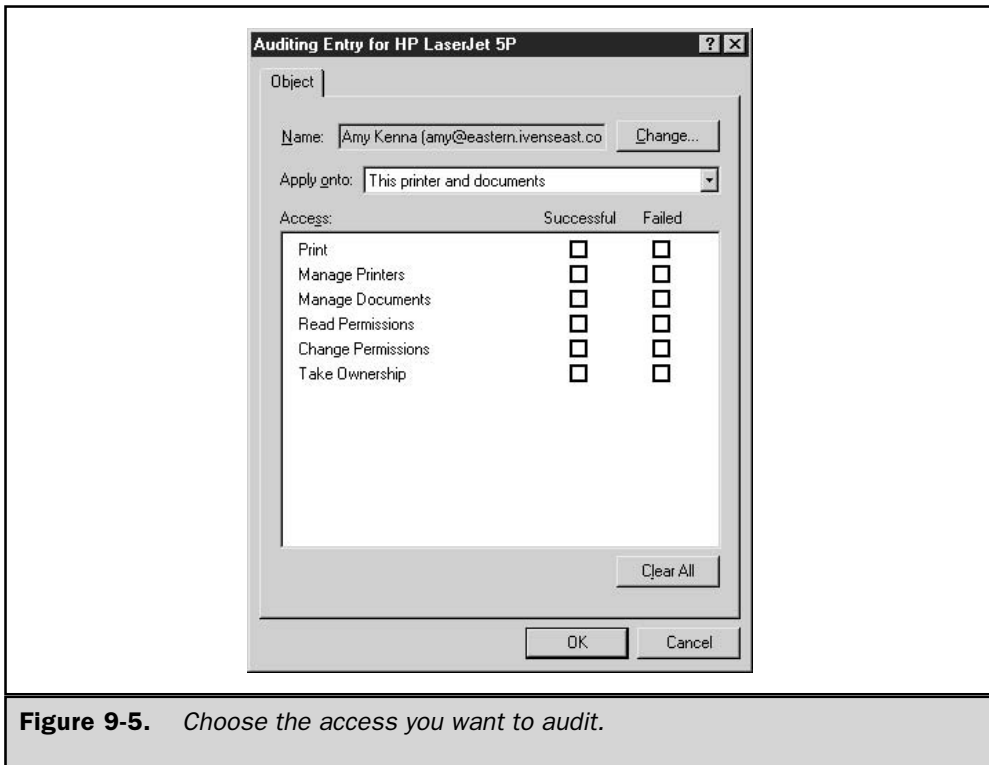 Auditing Entry for HP LaserJet 5P
Object
Name: Amy Kenna (amy@eastern.ivenseast.co Change...
Apply onto: This printer and documents
Access: Successful Failed
Print
Manage Printers
Manage Documents
Read Permissions
Change Permissions
Take Ownership
Clear All
OK Cancel
Figure 9-5. Choose the access you want to audit.